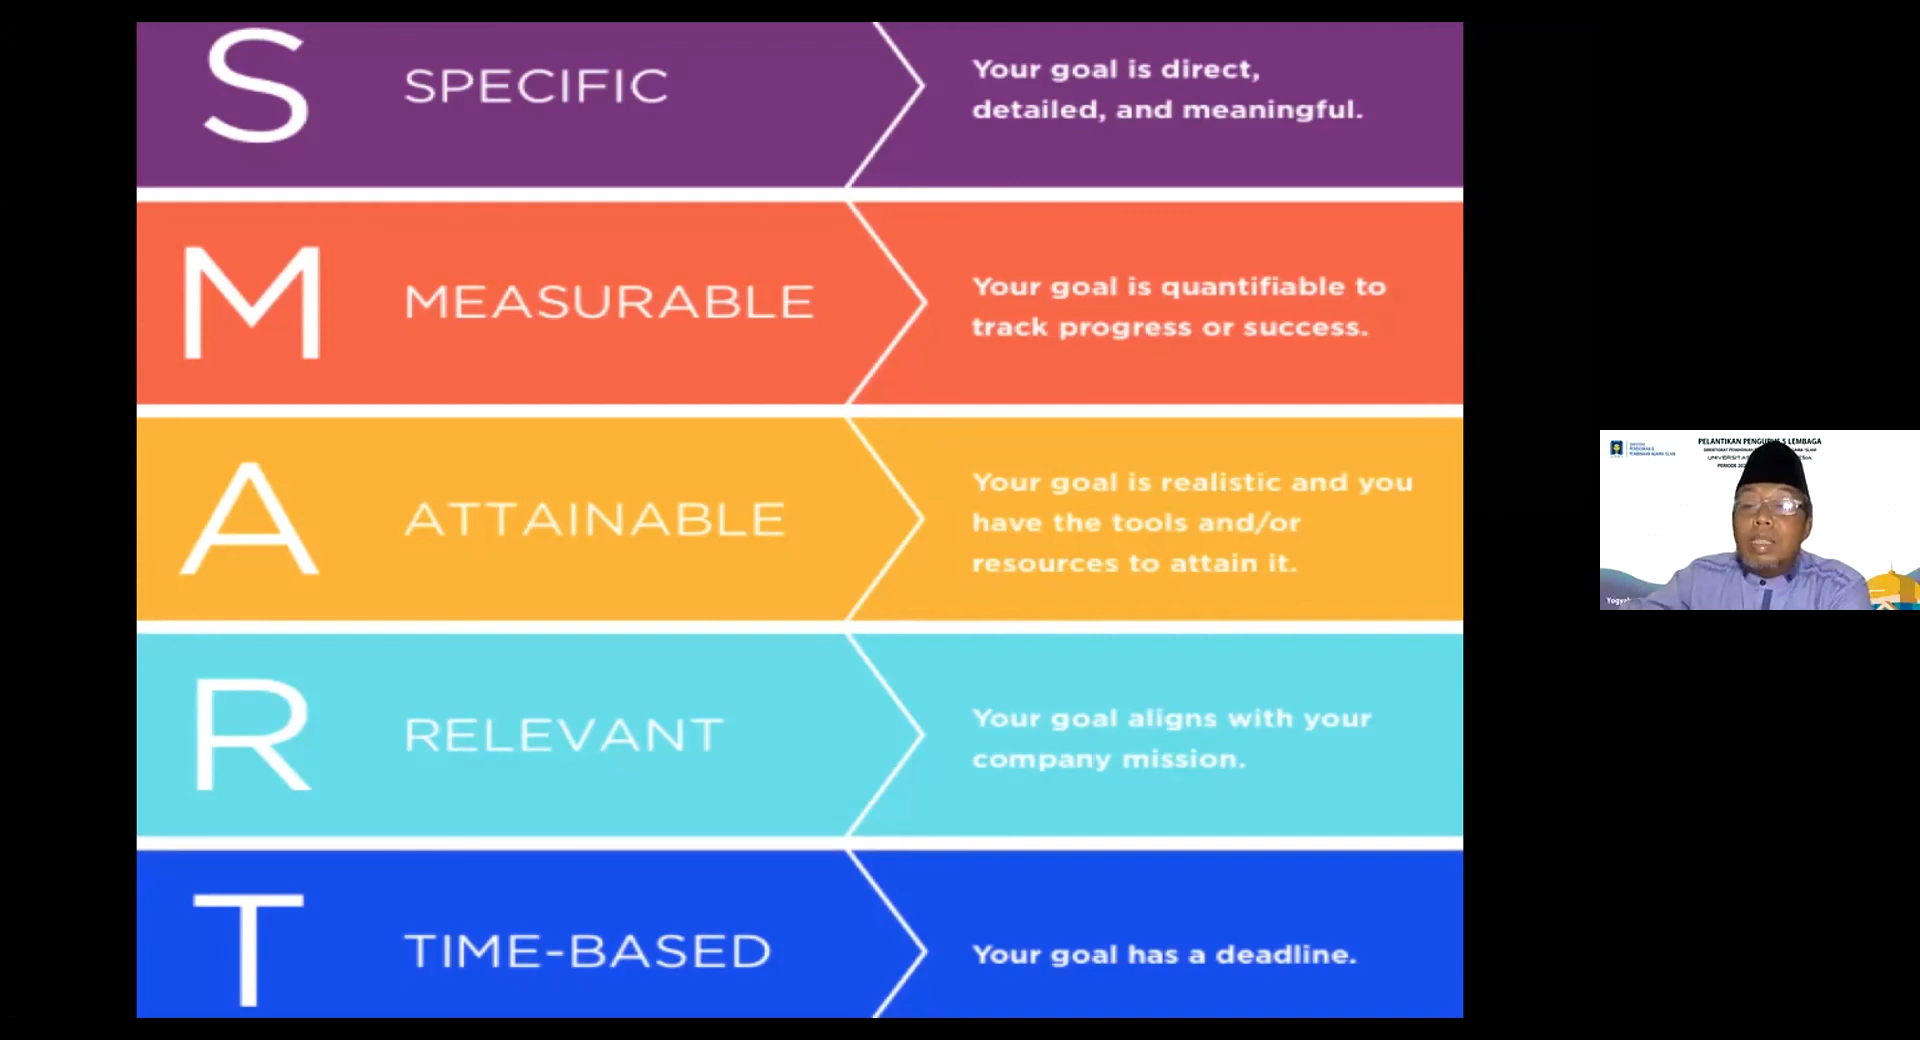 S
SPECIFIC
Your goal is direct,
detailed, and meaningful.
M
MEASURABLE
Your goal is quantifiable to
track progress or success.
A
ATTAINABLE
Your goal is realistic and you
have the tools and/or
resources to attain it.
R
RELEVANT
Your goal aligns with your
company mission.
T
TIME-BASED
Your goal has a deadline.
PELANTIKAN LEMBAGA